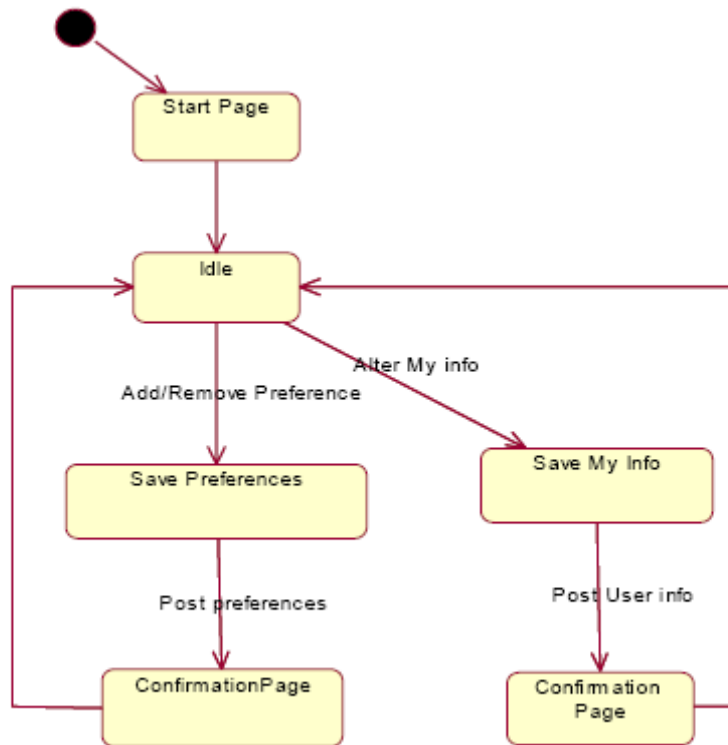 Start Page
Idle
Alter My info
Add/Remove Preference
Save My Info
Save Preferences
Post User info
Post preferences
ConfirmationPage
Confirmation
Page